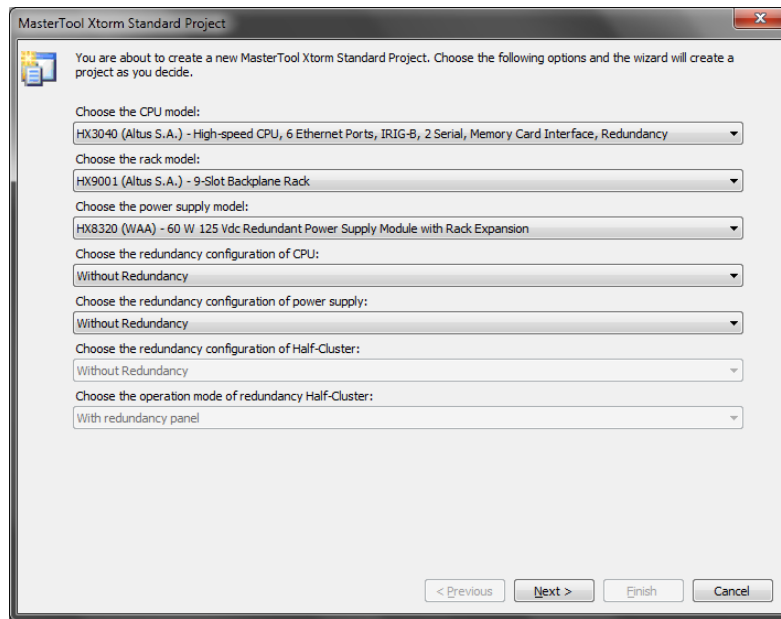 MasterTool Xtorm Standard Project
You are about to create a new MasterTool Xtorm Standard Project. Choose the following options and the wizard will create a
project as you decide.
Choose the CPU model:
HX3040 (Altus S.A.) - High-speed CPU, 6 Ethernet Ports, IRIG-B, 2 Serial, Memory Card Interface, Redundancy
Choose the rack model:
HX9001 (Altus S.A.) - 9-Slot Backplane Rack
Choose the power supply model:
HX8320 (WAA) - 60 W 125 Vdc Redundant Power Supply Module with Rack Expansion
Choose the redundancy configuration of CPU:
Without Redundancy
Choose the redundancy configuration of power supply:
Without Redundancy
Choose the redundancy configuration of Half-Cluster:
Without Redundancy
Choose the operation mode of redundancy Half-Cluster:
With redundancy panel
< Previous
Next >
Finish
Cancel